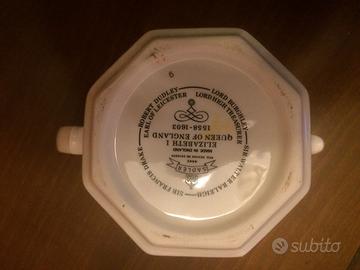 LORD BURGHLEY
LORD HIGH TREASURER
SIR WALTER RALEIGH
SIR FRANCIS DRAKE
ROBERT DUDLEY
EARL OF LEICESTER
ELIZABETH I
QUEEN OF ENGLAND
1558-1603
MADE IN ENGLAND
SADLER
subito